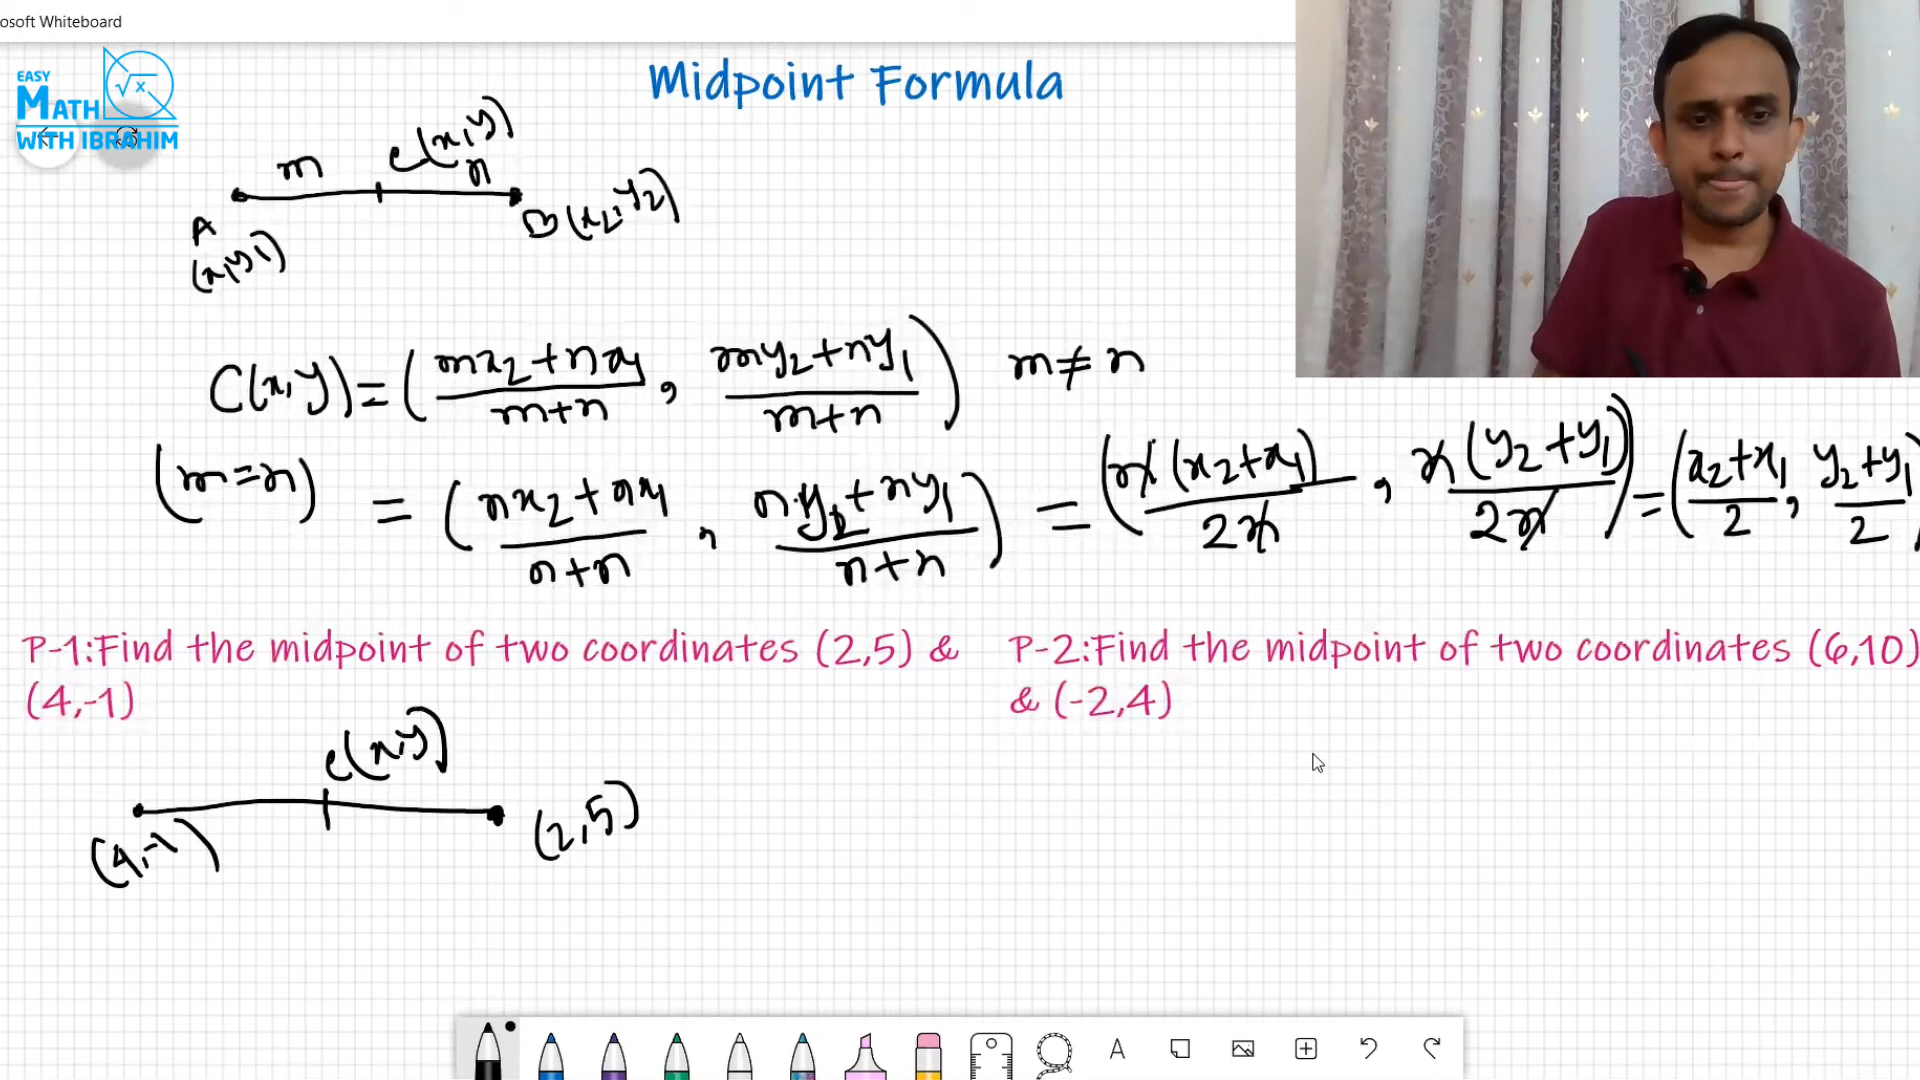 osoft Whiteboard
EASY
MATH √x
WITH IBRAHIM
Midpoint Formula
m C(x,y) n
A (x1y1) B (x2,y2)
C(x,y) = ( mx2+nx1 / m+n , my2+ny1 / m+n ) m≠n
(m=n) = ( nx2+nx1 / n+n , ny2+ny1 / n+n ) = ( n(x2+x1) / 2n , n(y2+y1) / 2n ) = ( x2+x1 / 2 , y2+y1 / 2 )
P-1:Find the midpoint of two coordinates (2,5) &
(4,-1)
P-2:Find the midpoint of two coordinates (6,10)
& (-2,4)
C(x,y)
(4,-1) (2,5)
A